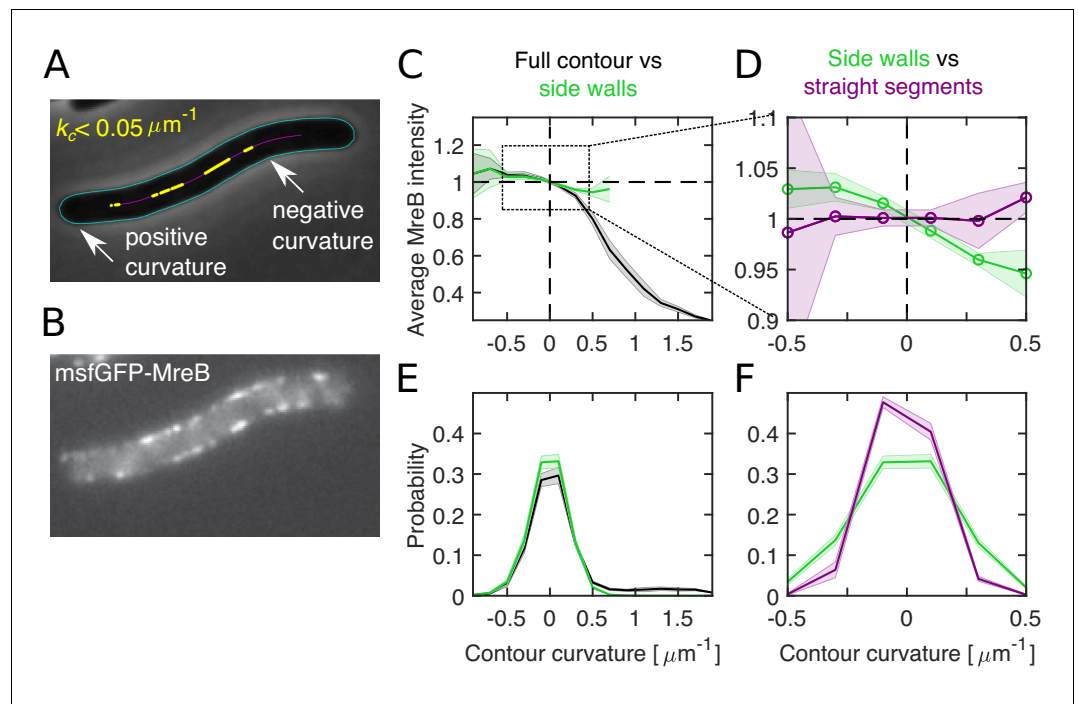 A
k_c < 0.05 μm⁻¹
positive
curvature
negative
curvature
B
msfGFP-MreB
C
Full contour vs
side walls
Average MreB intensity
1.2
1
0.8
0.6
0.4
-0.5 0 0.5 1 1.5
D
Side walls vs
straight segments
1.1
1.05
1
0.95
0.9
-0.5 0 0.5
E
Probability
0.4
0.3
0.2
0.1
0
-0.5 0 0.5 1 1.5
Contour curvature [ μm⁻¹]
F
0.4
0.3
0.2
0.1
0
-0.5 0 0.5
Contour curvature [ μm⁻¹]